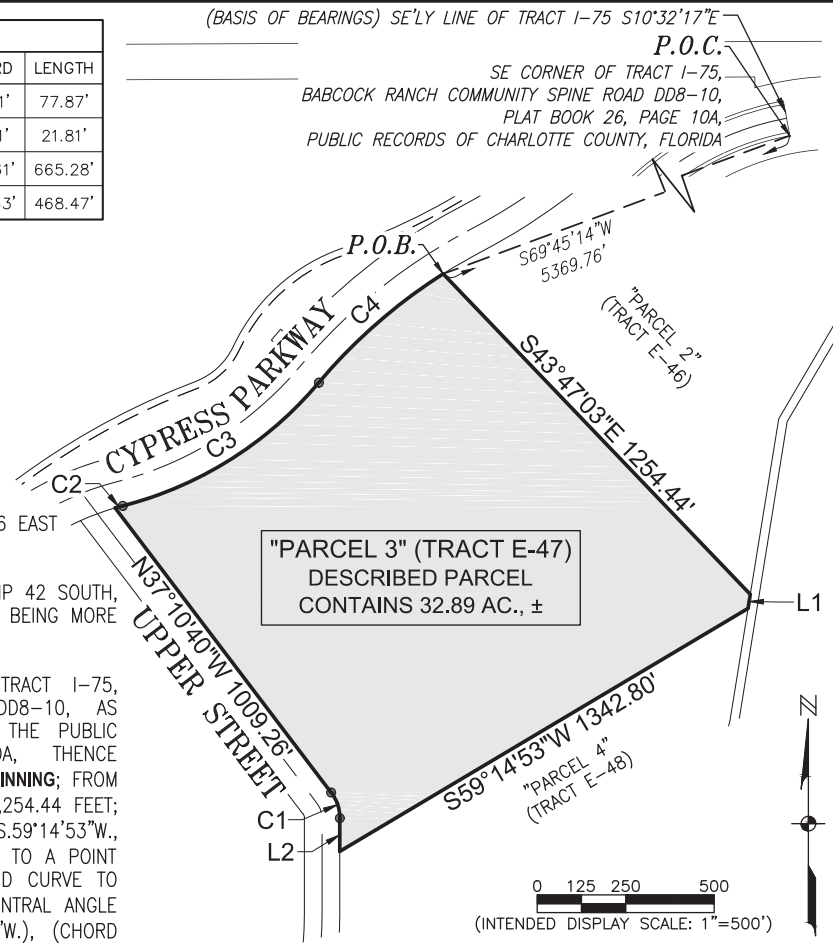 (BASIS OF BEARINGS) SE'LY LINE OF TRACT I-75 S10°32'17"E
P.O.C.
SE CORNER OF TRACT I-75,
BABCOCK RANCH COMMUNITY SPINE ROAD DD8-10,
PLAT BOOK 26, PAGE 10A,
PUBLIC RECORDS OF CHARLOTTE COUNTY, FLORIDA
LENGTH
77.87'
21.81'
665.28'
468.47'
P.O.B.
S69°45'14"W
5369.76'
"PARCEL 2"
(TRACT E-46)
C4
CYPRESS PARKWAY
C3
S43°47'03"E 1254.44'
C2
6 EAST
"PARCEL 3" (TRACT E-47)
DESCRIBED PARCEL
CONTAINS 32.89 AC., ±
N37°10'40"W 1009.26'
UPPER STREET
L1
IP 42 SOUTH,
BEING MORE
S59°14'53"W 1342.80'
"PARCEL 4"
(TRACT E-48)
C1
L2
TRACT I-75,
DD8-10, AS
THE PUBLIC
DA, THENCE
INNING; FROM
,254.44 FEET;
S.59°14'53"W.,
TO A POINT
D CURVE TO
NTRAL ANGLE
"W.), (CHORD
N
0 125 250 500
(INTENDED DISPLAY SCALE: 1"=500')